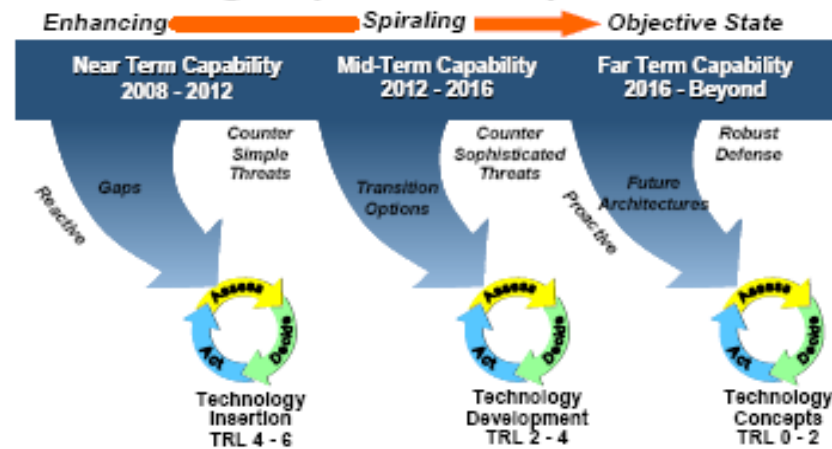 Enhancing Spiraling Objective State
Near Term Capability
2008 - 2012
Mid-Term Capability
2012 - 2016
Far Term Capability
2016 - Beyond
Reactive
Gaps
Counter
Simple
Threats
Transition
Options
Counter
Sophisticated
Threats
Proactive
Future
Architectures
Robust
Defense
Assess
Decide
Act
Technology
Insertion
TRL 4 - 6
Assess
Decide
Act
Technology
Development
TRL 2 - 4
Assess
Decide
Act
Technology
Concepts
TRL 0 - 2